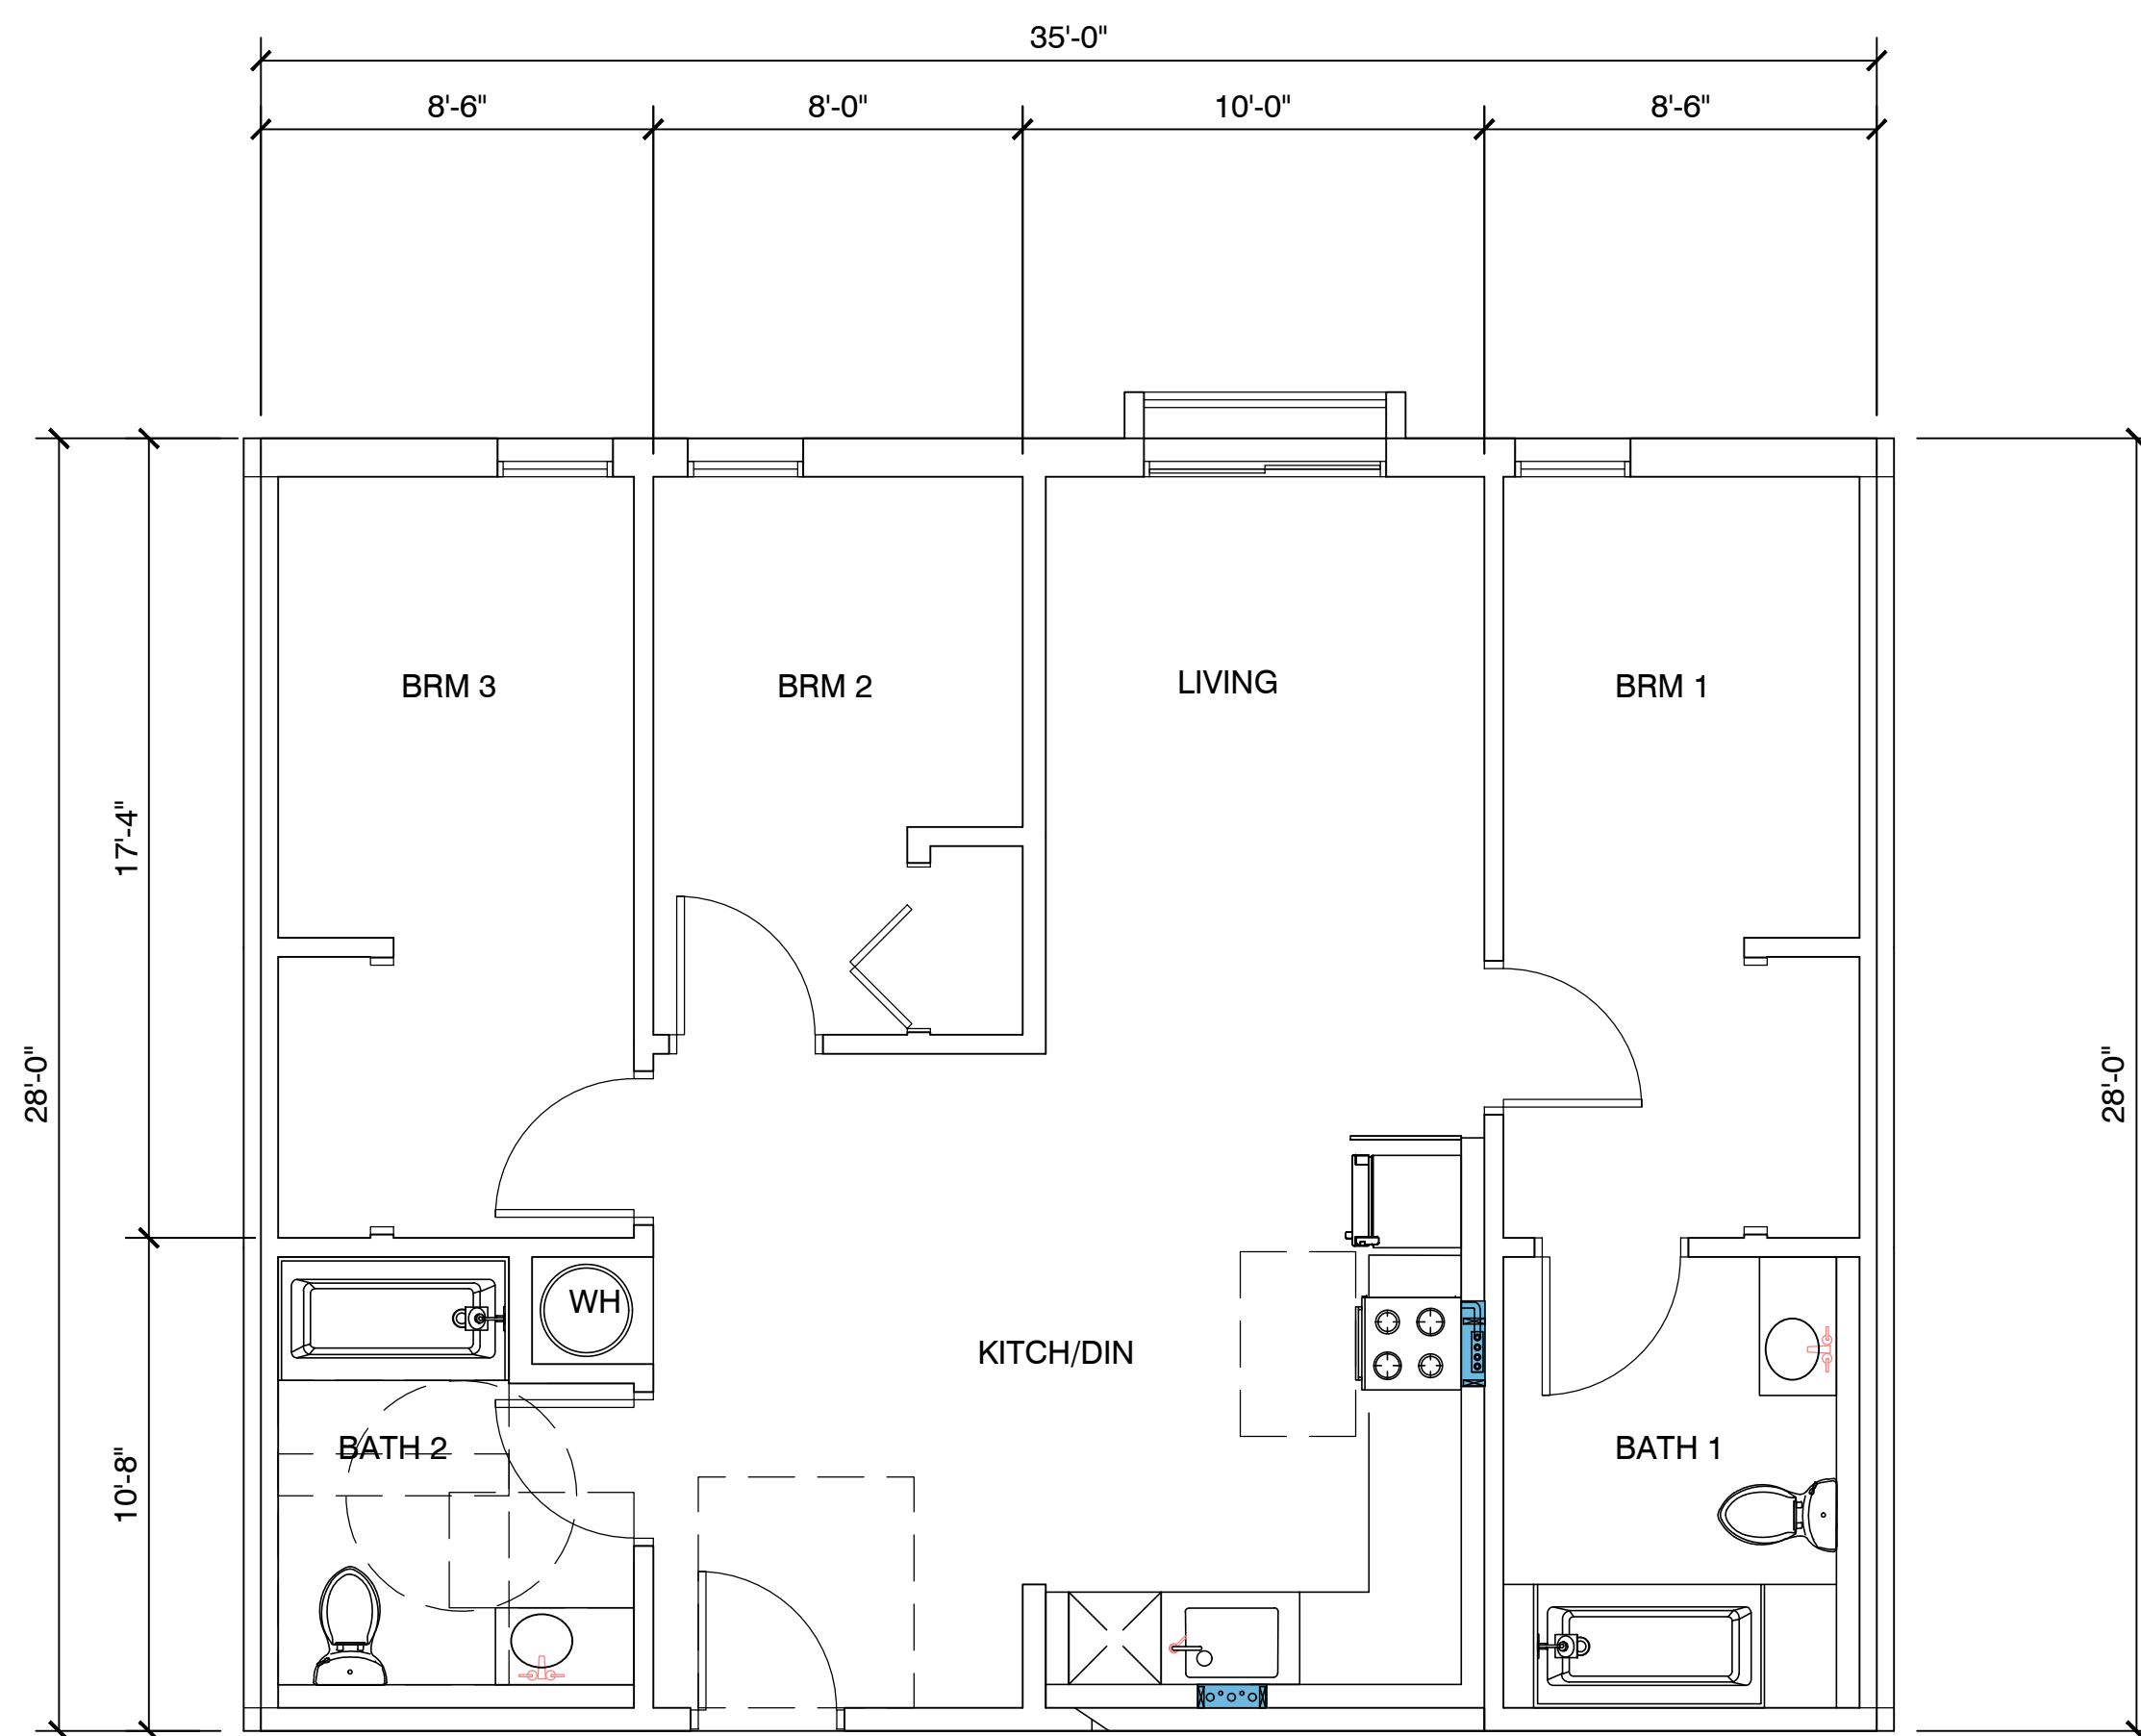 35'-0"
8'-6"
8'-0"
10'-0"
8'-6"
BRM 3
BRM 2
LIVING
BRM 1
17'-4"
28'-0"
28'-0"
WH
KITCH/DIN
BATH 2
BATH 1
10'-8"